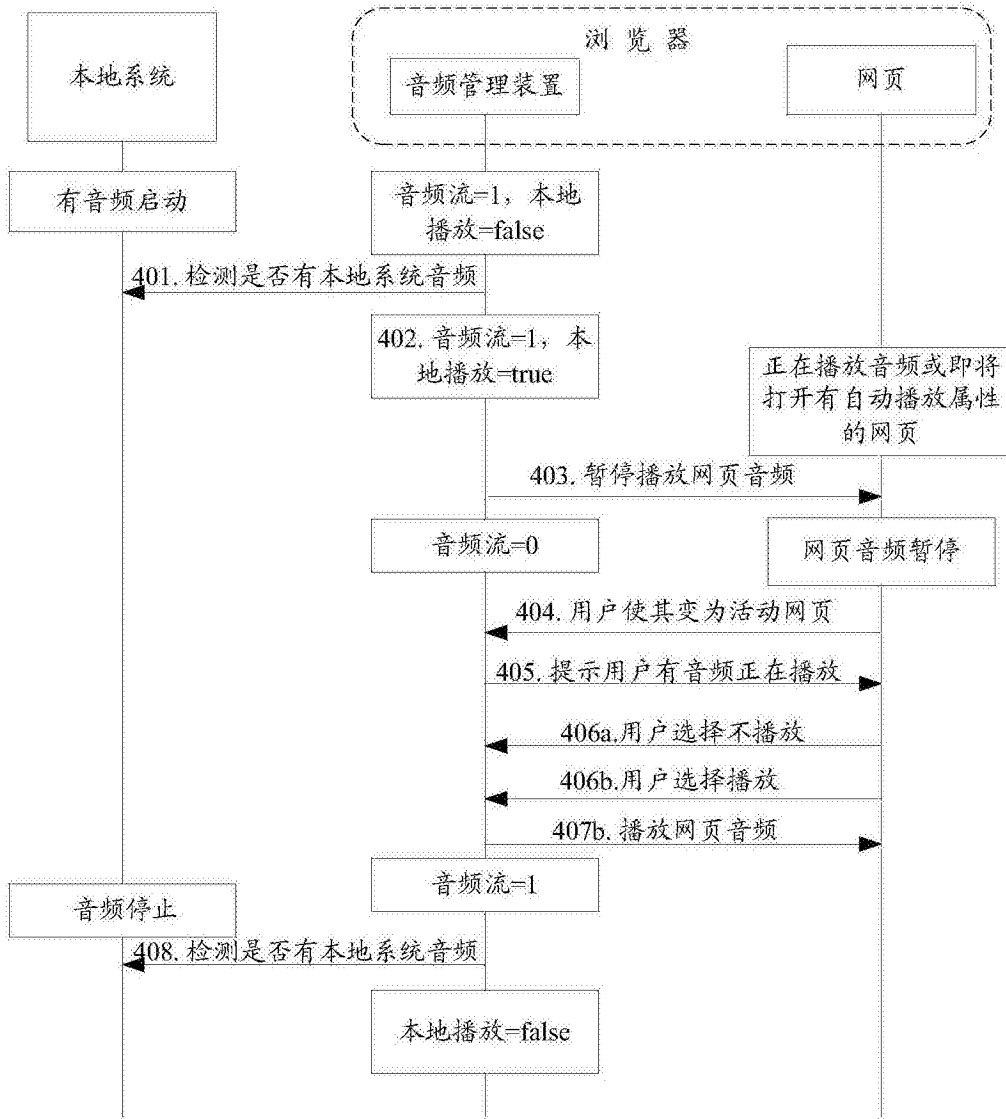 浏 览 器
本地系统
音频管理装置
网页
有音频启动
音频流=1，本地
播放=false
401. 检测是否有本地系统音频
402. 音频流=1，本
地播放=true
正在播放音频或即将
打开有自动播放属性
的网页
403. 暂停播放网页音频
音频流=0
网页音频暂停
404. 用户使其变为活动网页
405. 提示用户有音频正在播放
406a.用户选择不播放
406b.用户选择播放
407b. 播放网页音频
音频流=1
音频停止
408. 检测是否有本地系统音频
本地播放=false